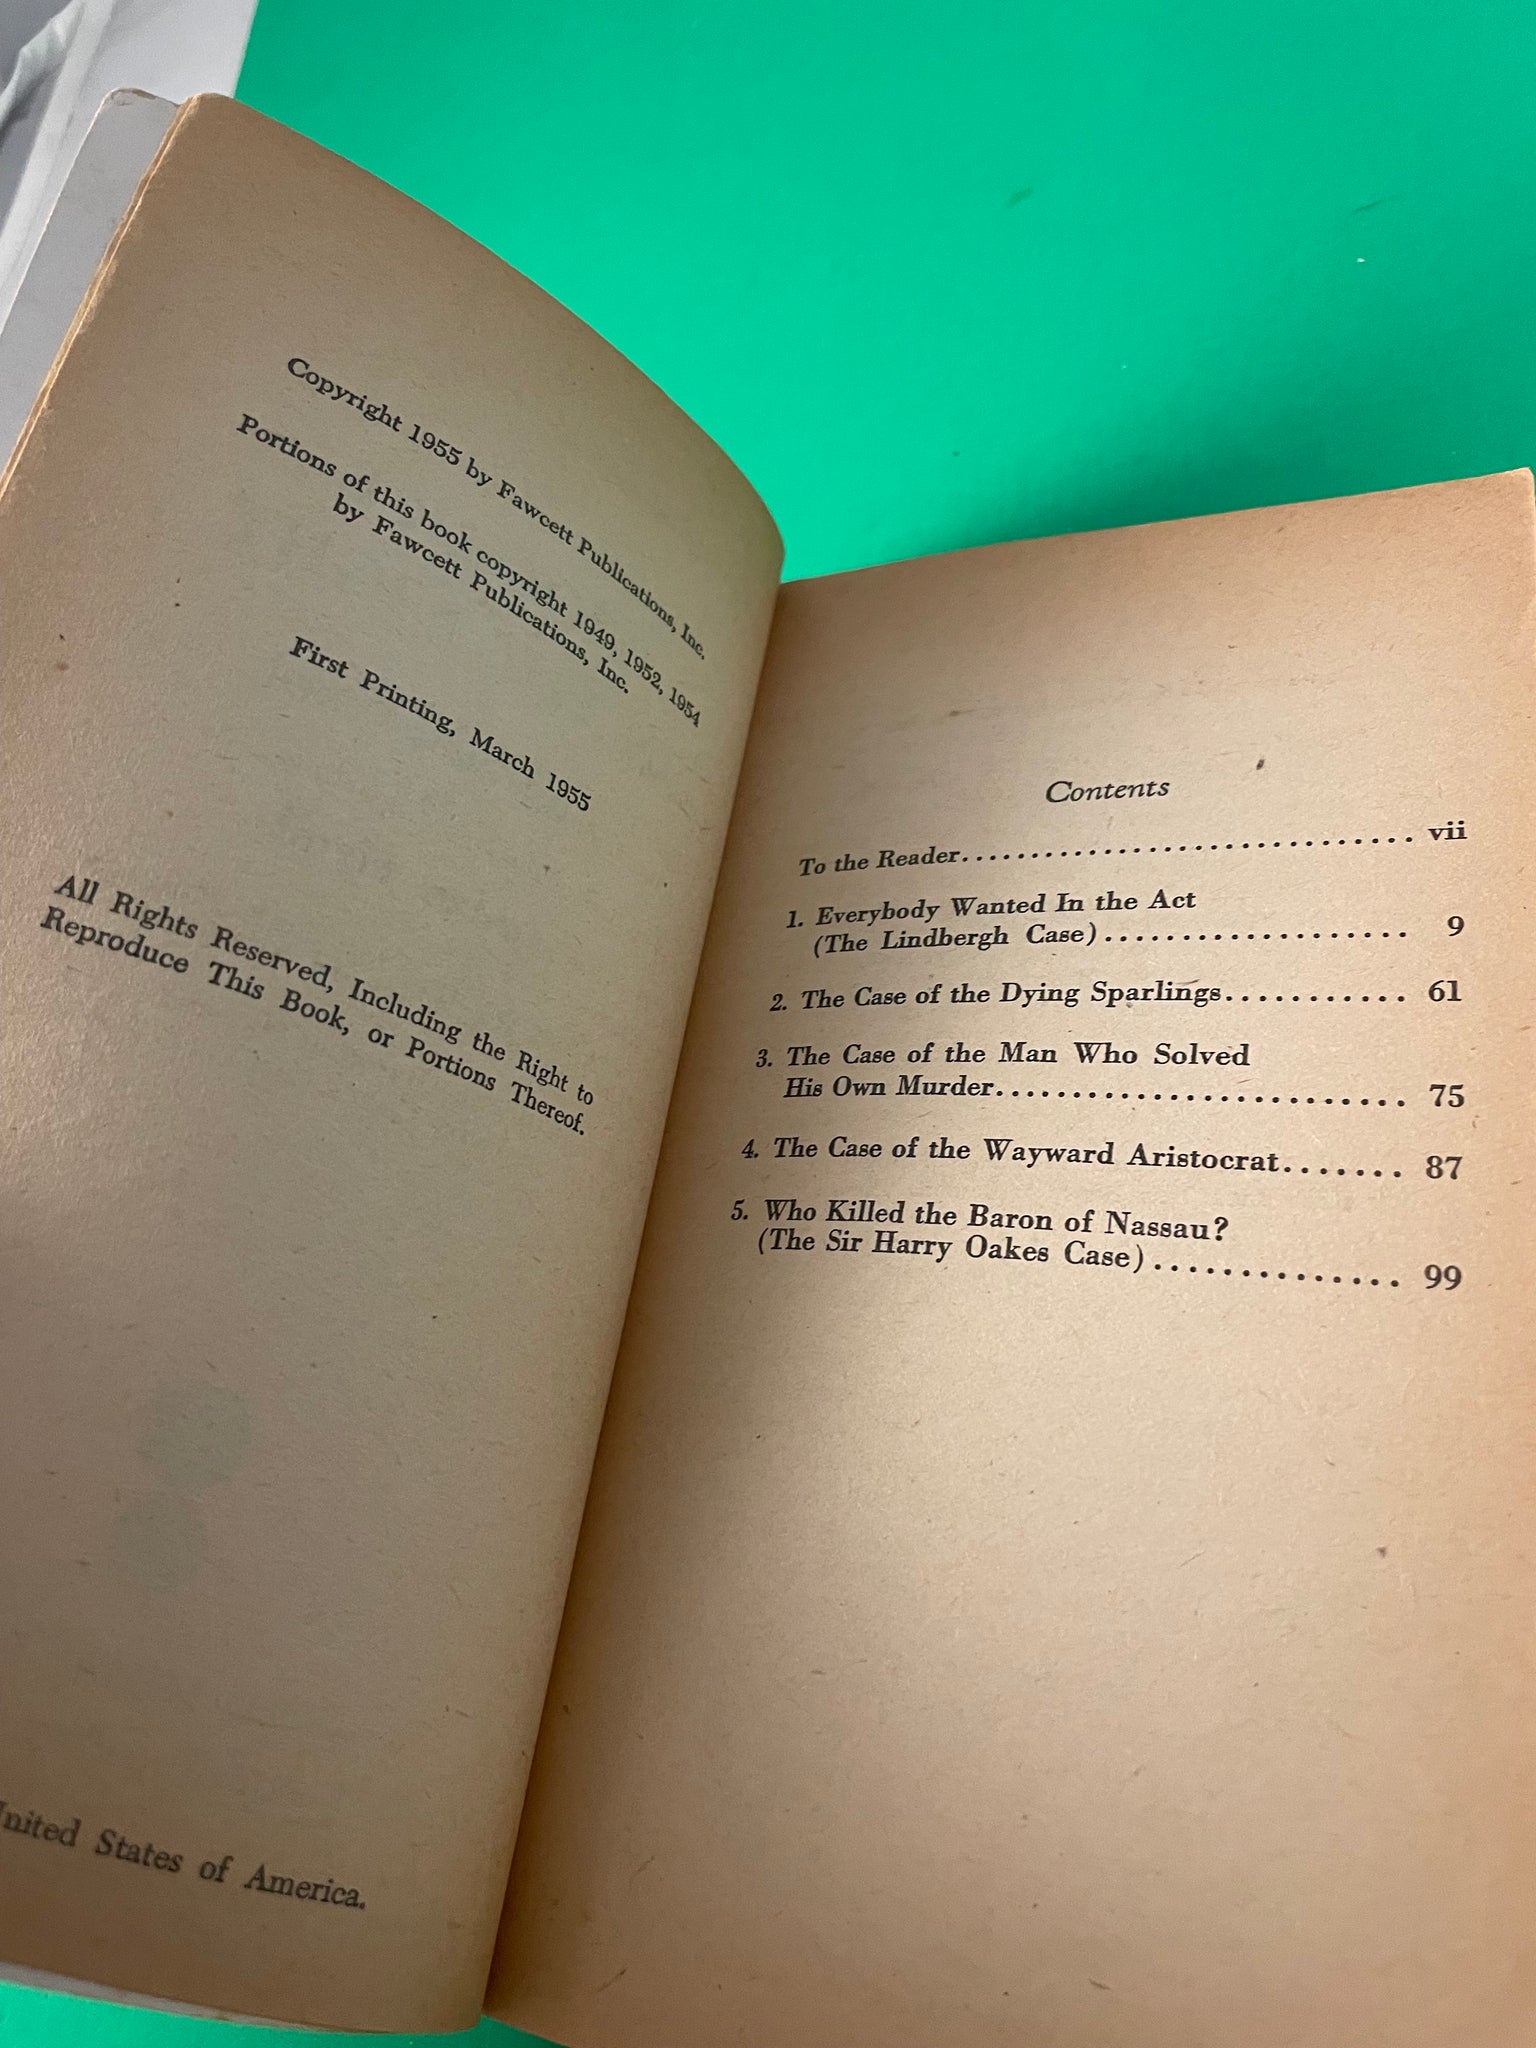 Copyright 1955 by Fawcett Publications, Inc.
Portions of this book copyright 1949, 1952, 1954
by Fawcett Publications, Inc.
First Printing, March 1955
All Rights Reserved, Including the Right to
Reproduce This Book, or Portions Thereof.
United States of America.
Contents
To the Reader.............................. vii
1. Everybody Wanted In the Act
(The Lindbergh Case).................... 9
2. The Case of the Dying Sparlings............ 61
3. The Case of the Man Who Solved
His Own Murder........................... 75
4. The Case of the Wayward Aristocrat....... 87
5. Who Killed the Baron of Nassau?
(The Sir Harry Oakes Case).............. 99